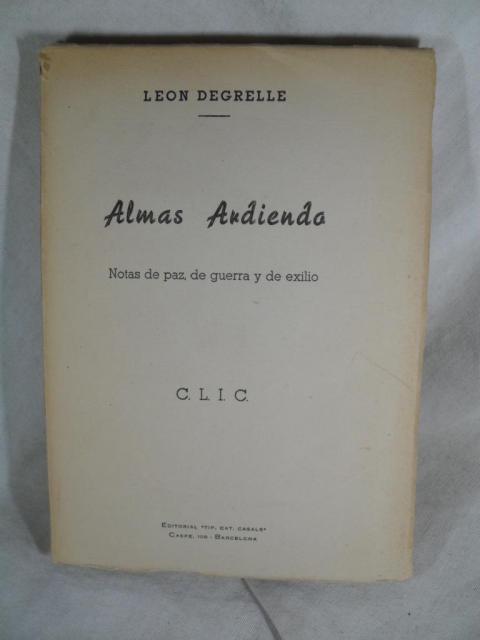 LEON DEGRELLE
Almas Ardiendo
Notas de paz, de guerra y de exilio
C. L. I. C.
EDITORIAL "TIP. CAT. CASALS"
CASPE, 108 - BARCELONA